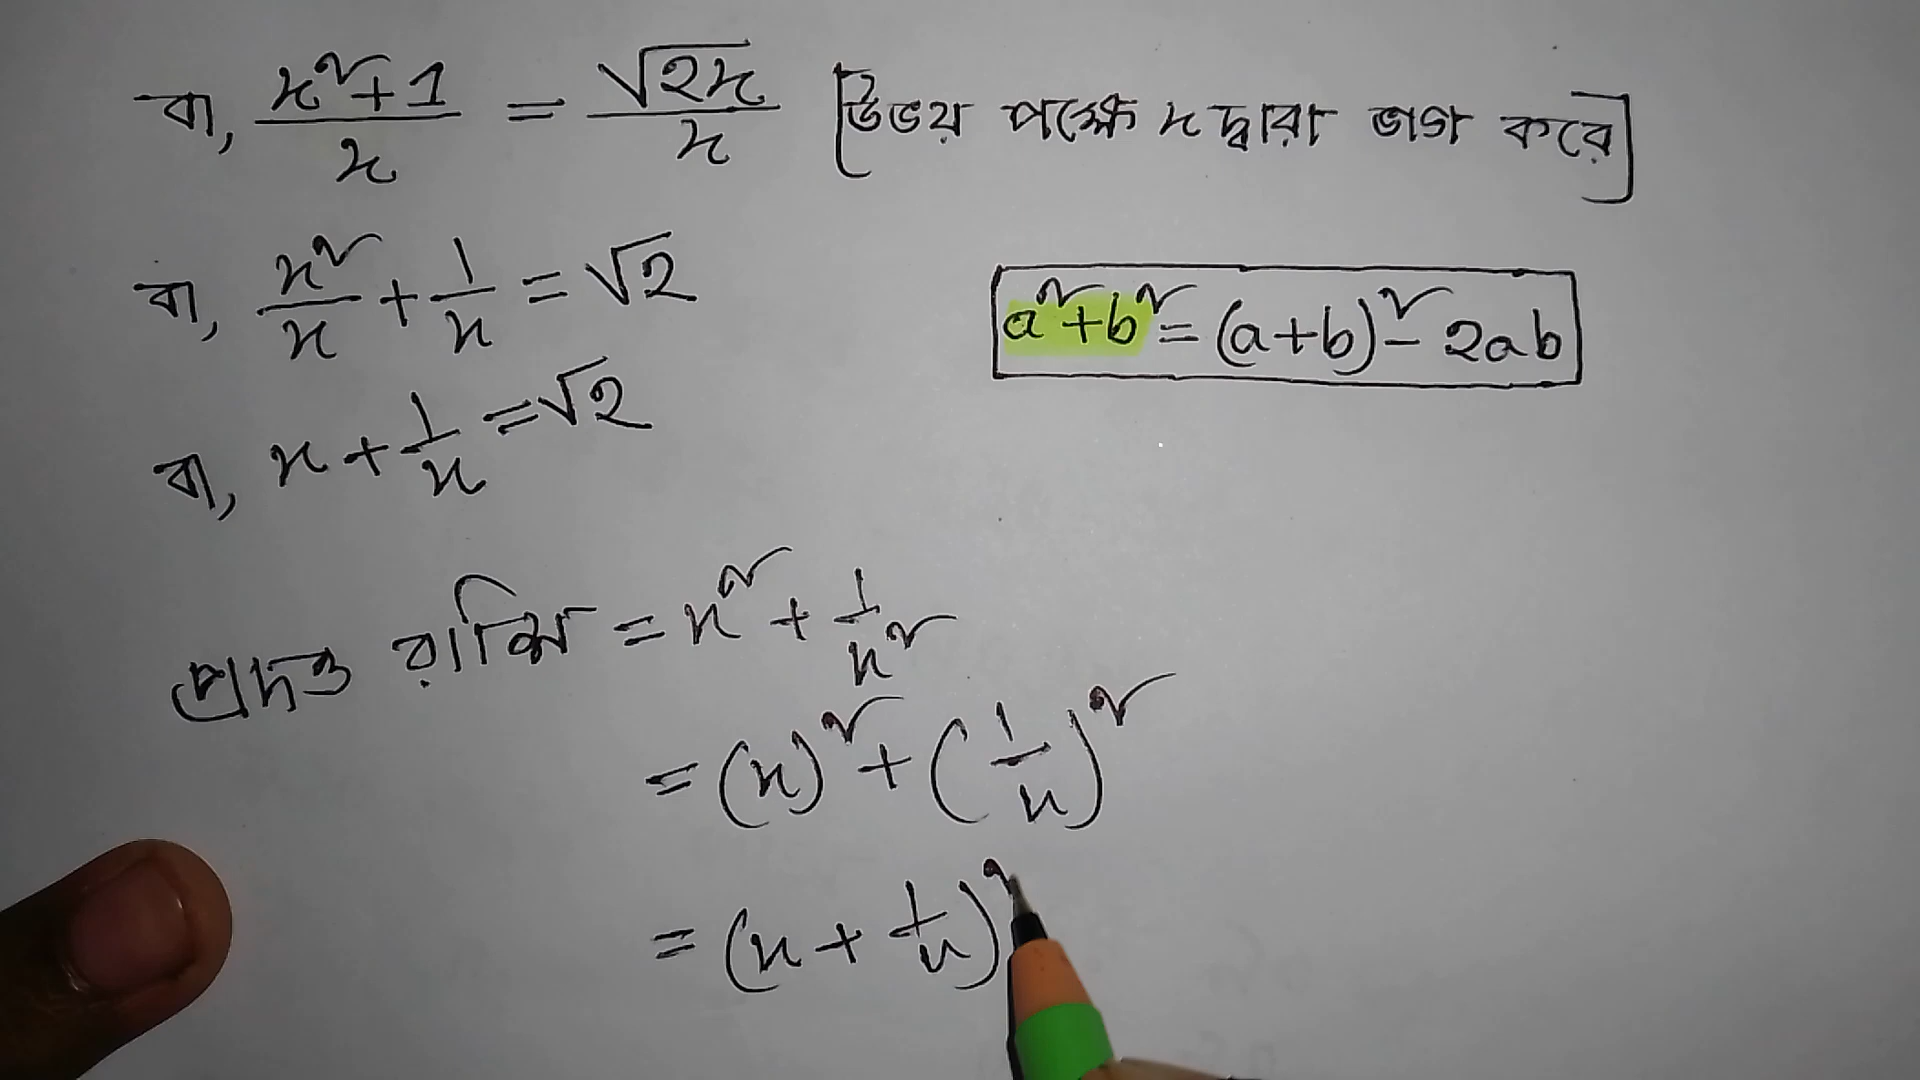 বা, x²+1/x = √2x/x [উভয় পক্ষে x দ্বারা ভাগ করে]
বা, x²/x + 1/x = √2
a²+b² = (a+b)² - 2ab
বা, x + 1/x = √2
প্রদত্ত রাশি = x² + 1/x²
= (x)² + (1/x)²
= (x + 1/x)²